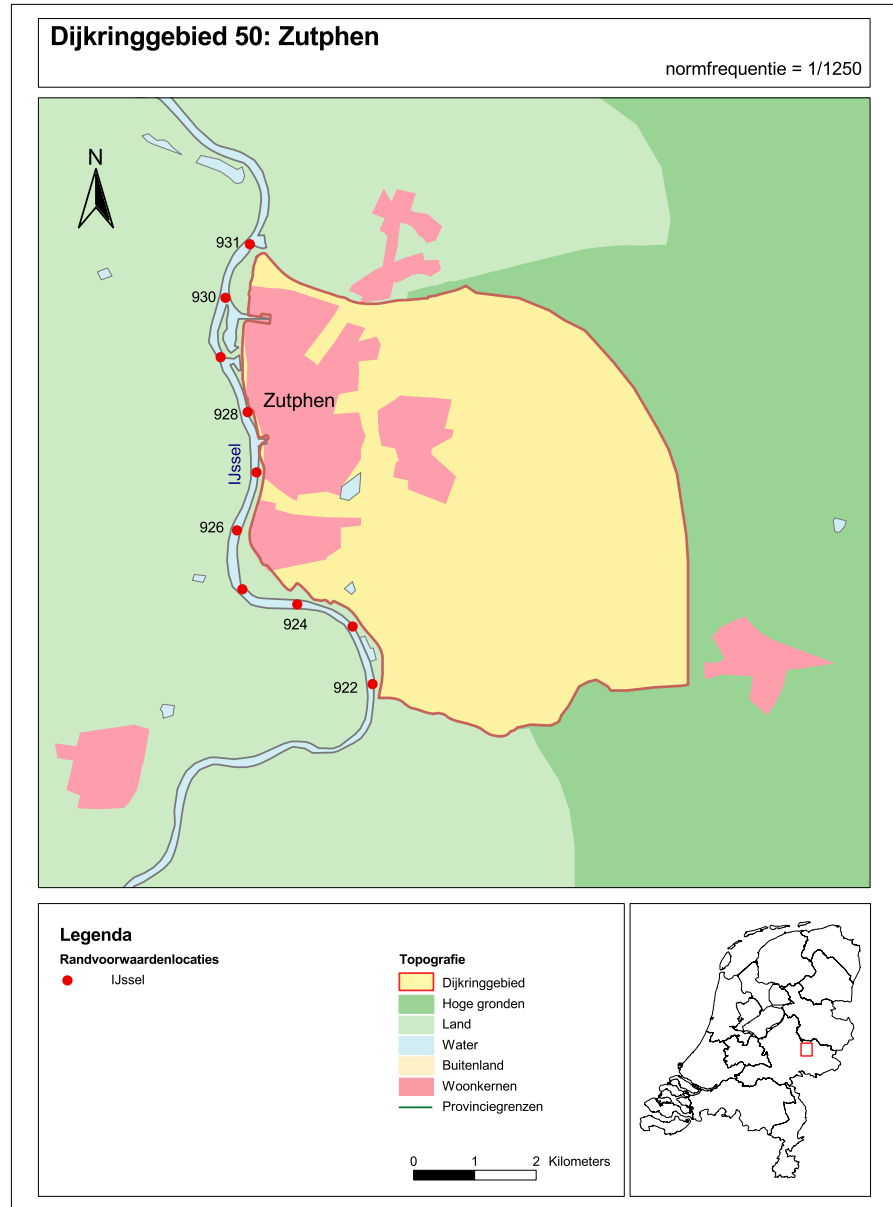 Dijkringgebied 50: Zutphen
normfrequentie = 1/1250
N
931
930
928
Zutphen
IJssel
926
924
922
Legenda
Randvoorwaardenlocaties
IJssel
Topografie
Dijkringgebied
Hoge gronden
Land
Water
Buitenland
Woonkernen
Provinciegrenzen
0 1 2 Kilometers